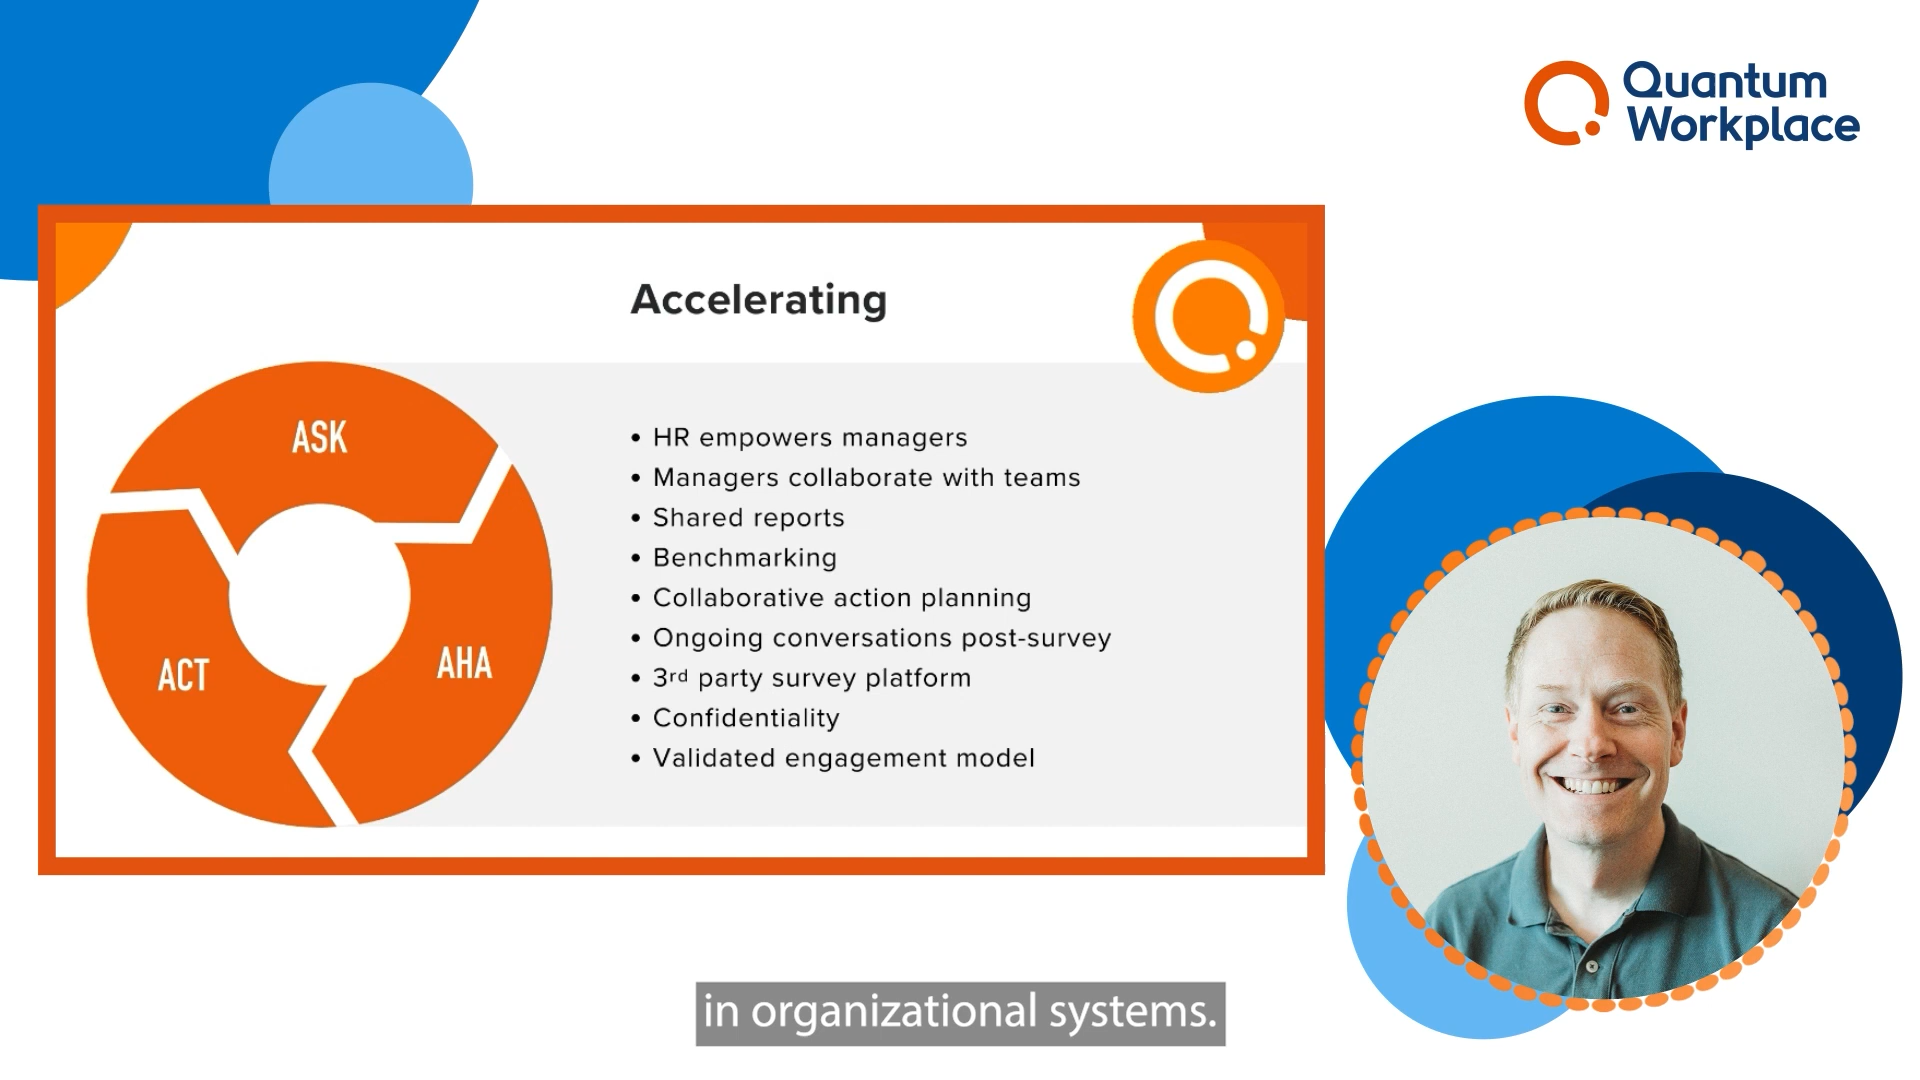 Quantum
Workplace
Accelerating
ASK
ACT
AHA
• HR empowers managers
• Managers collaborate with teams
• Shared reports
• Benchmarking
• Collaborative action planning
• Ongoing conversations post-survey
• 3rd party survey platform
• Confidentiality
• Validated engagement model
in organizational systems.